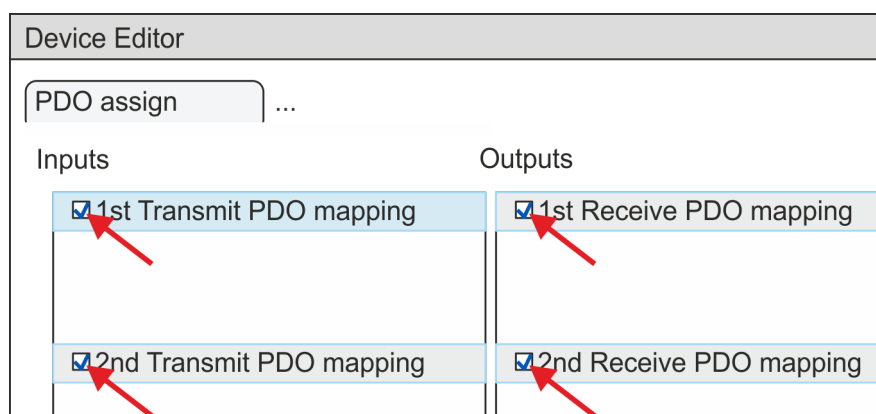 Device Editor
PDO assign ...
Inputs
Outputs
1st Transmit PDO mapping
1st Receive PDO mapping
2nd Transmit PDO mapping
2nd Receive PDO mapping